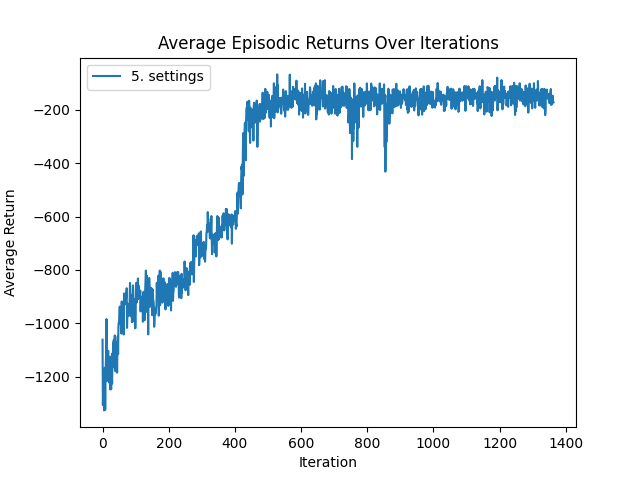 Average Episodic Returns Over Iterations
5. settings
Average Return
−200
−400
−600
−800
−1000
−1200
0 200 400 600 800 1000 1200 1400
Iteration